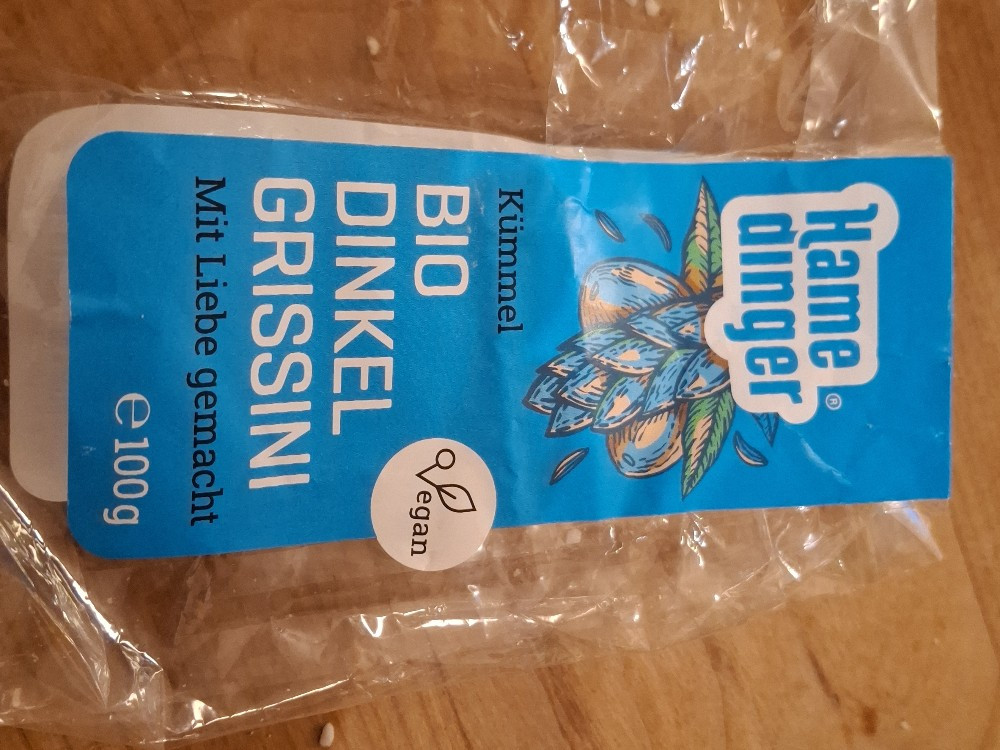 Hame
dinger®
Kümmel
BIO
DINKEL
GRISSINI
Mit Liebe gemacht
Vegan
℮ 100g